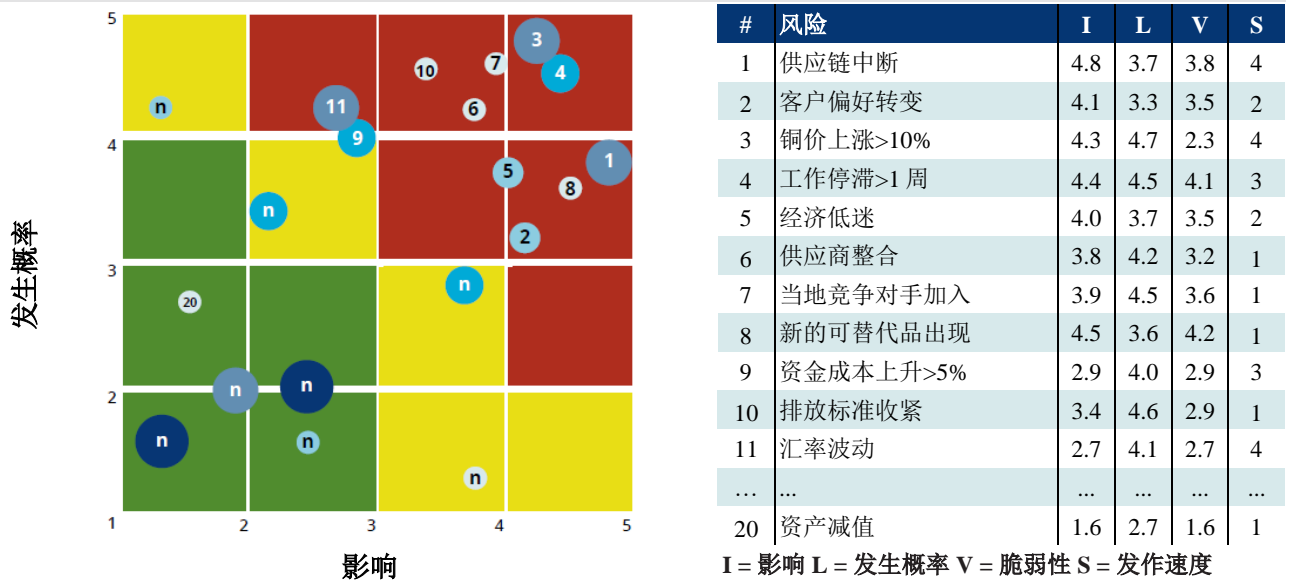 5
4
3
2
1
2
3
4
5
发生概率
影响
n
10
7
3
4
6
11
9
1
5
8
n
2
n
20
n
n
n
n
n
# 风险 I L V S
1 供应链中断 4.8 3.7 3.8 4
2 客户偏好转变 4.1 3.3 3.5 2
3 铜价上涨>10% 4.3 4.7 2.3 4
4 工作停滞>1 周 4.4 4.5 4.1 3
5 经济低迷 4.0 3.7 3.5 2
6 供应商整合 3.8 4.2 3.2 1
7 当地竞争对手加入 3.9 4.5 3.6 1
8 新的可替代品出现 4.5 3.6 4.2 1
9 资金成本上升>5% 2.9 4.0 2.9 3
10 排放标准收紧 3.4 4.6 2.9 1
11 汇率波动 2.7 4.1 2.7 4
... ... ... ... ... ...
20 资产减值 1.6 2.7 1.6 1
I = 影响 L = 发生概率 V = 脆弱性 S = 发作速度